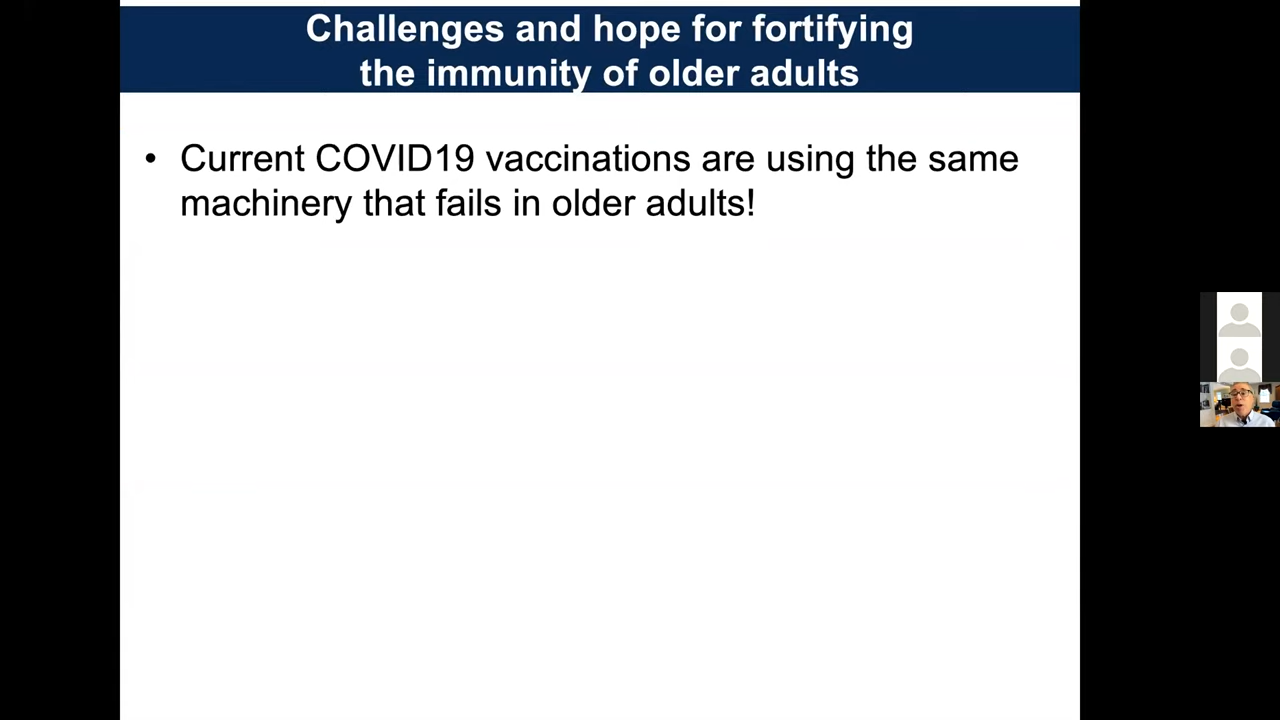 Challenges and hope for fortifying
the immunity of older adults
• Current COVID19 vaccinations are using the same
machinery that fails in older adults!